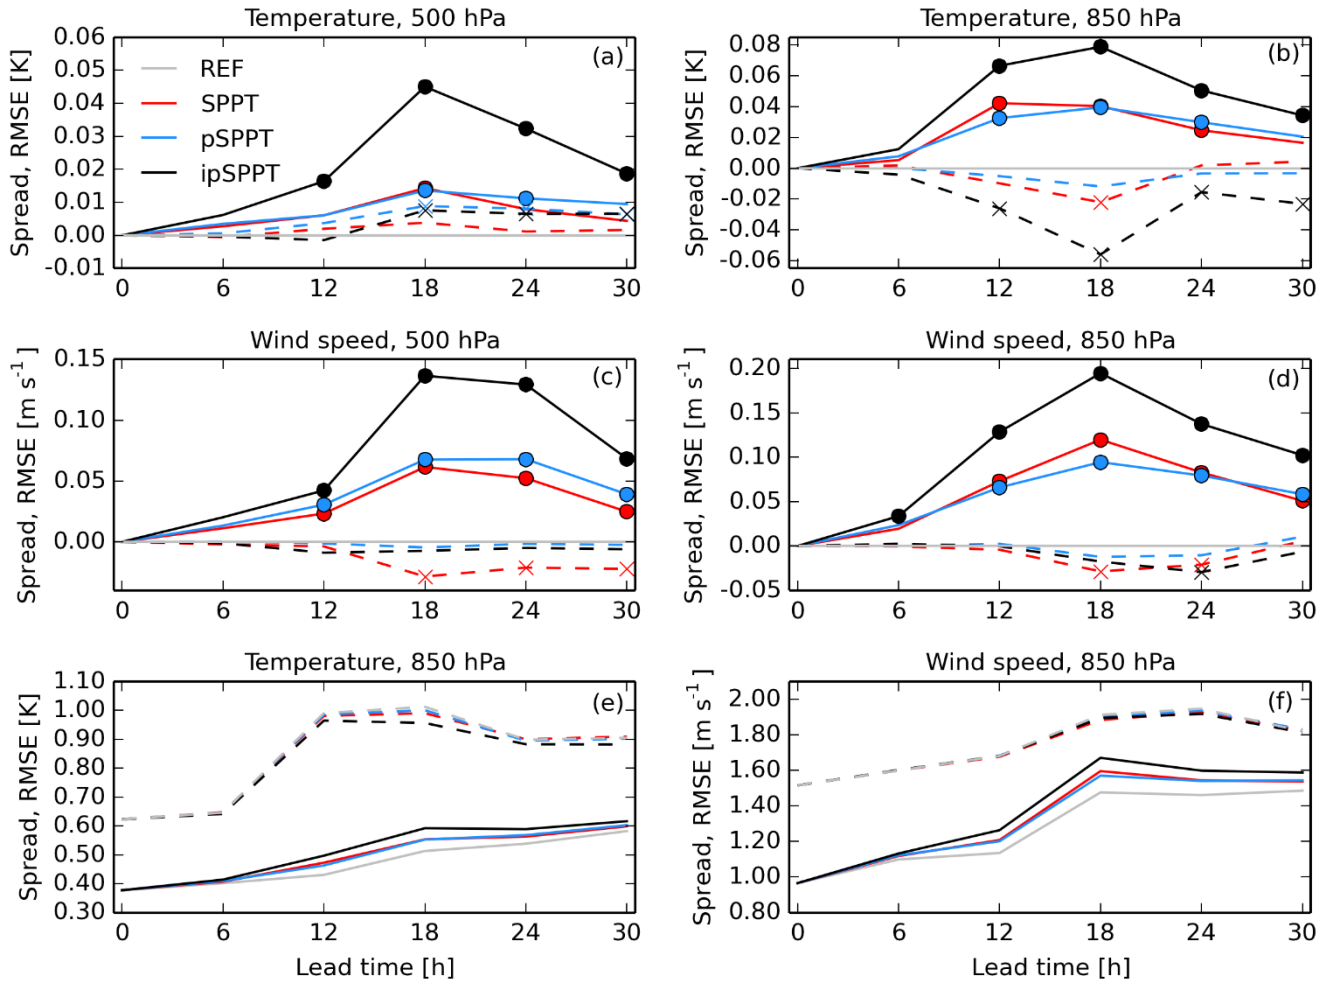 Temperature, 500 hPa
Spread, RMSE [K]
0.06
0.05
0.04
0.03
0.02
0.01
0.00
-0.01
REF
SPPT
pSPPT
ipSPPT
(a)
0 6 12 18 24 30
Temperature, 850 hPa
Spread, RMSE [K]
0.08
0.06
0.04
0.02
0.00
-0.02
-0.04
-0.06
(b)
0 6 12 18 24 30
Wind speed, 500 hPa
Spread, RMSE [m s⁻¹ ]
0.15
0.10
0.05
0.00
(c)
0 6 12 18 24 30
Wind speed, 850 hPa
Spread, RMSE [m s⁻¹ ]
0.20
0.15
0.10
0.05
0.00
-0.05
(d)
0 6 12 18 24 30
Temperature, 850 hPa
Spread, RMSE [K]
1.10
1.00
0.90
0.80
0.70
0.60
0.50
0.40
0.30
(e)
0 6 12 18 24 30
Lead time [h]
Wind speed, 850 hPa
Spread, RMSE [m s⁻¹ ]
2.00
1.80
1.60
1.40
1.20
1.00
0.80
(f)
0 6 12 18 24 30
Lead time [h]